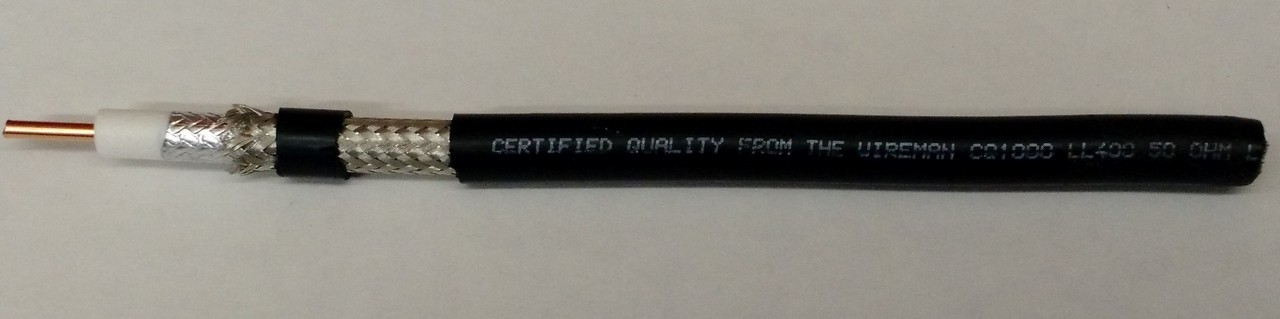 CERTIFIED QUALITY FROM THE WIREMAN CQ1000 LL400 50 OHM L